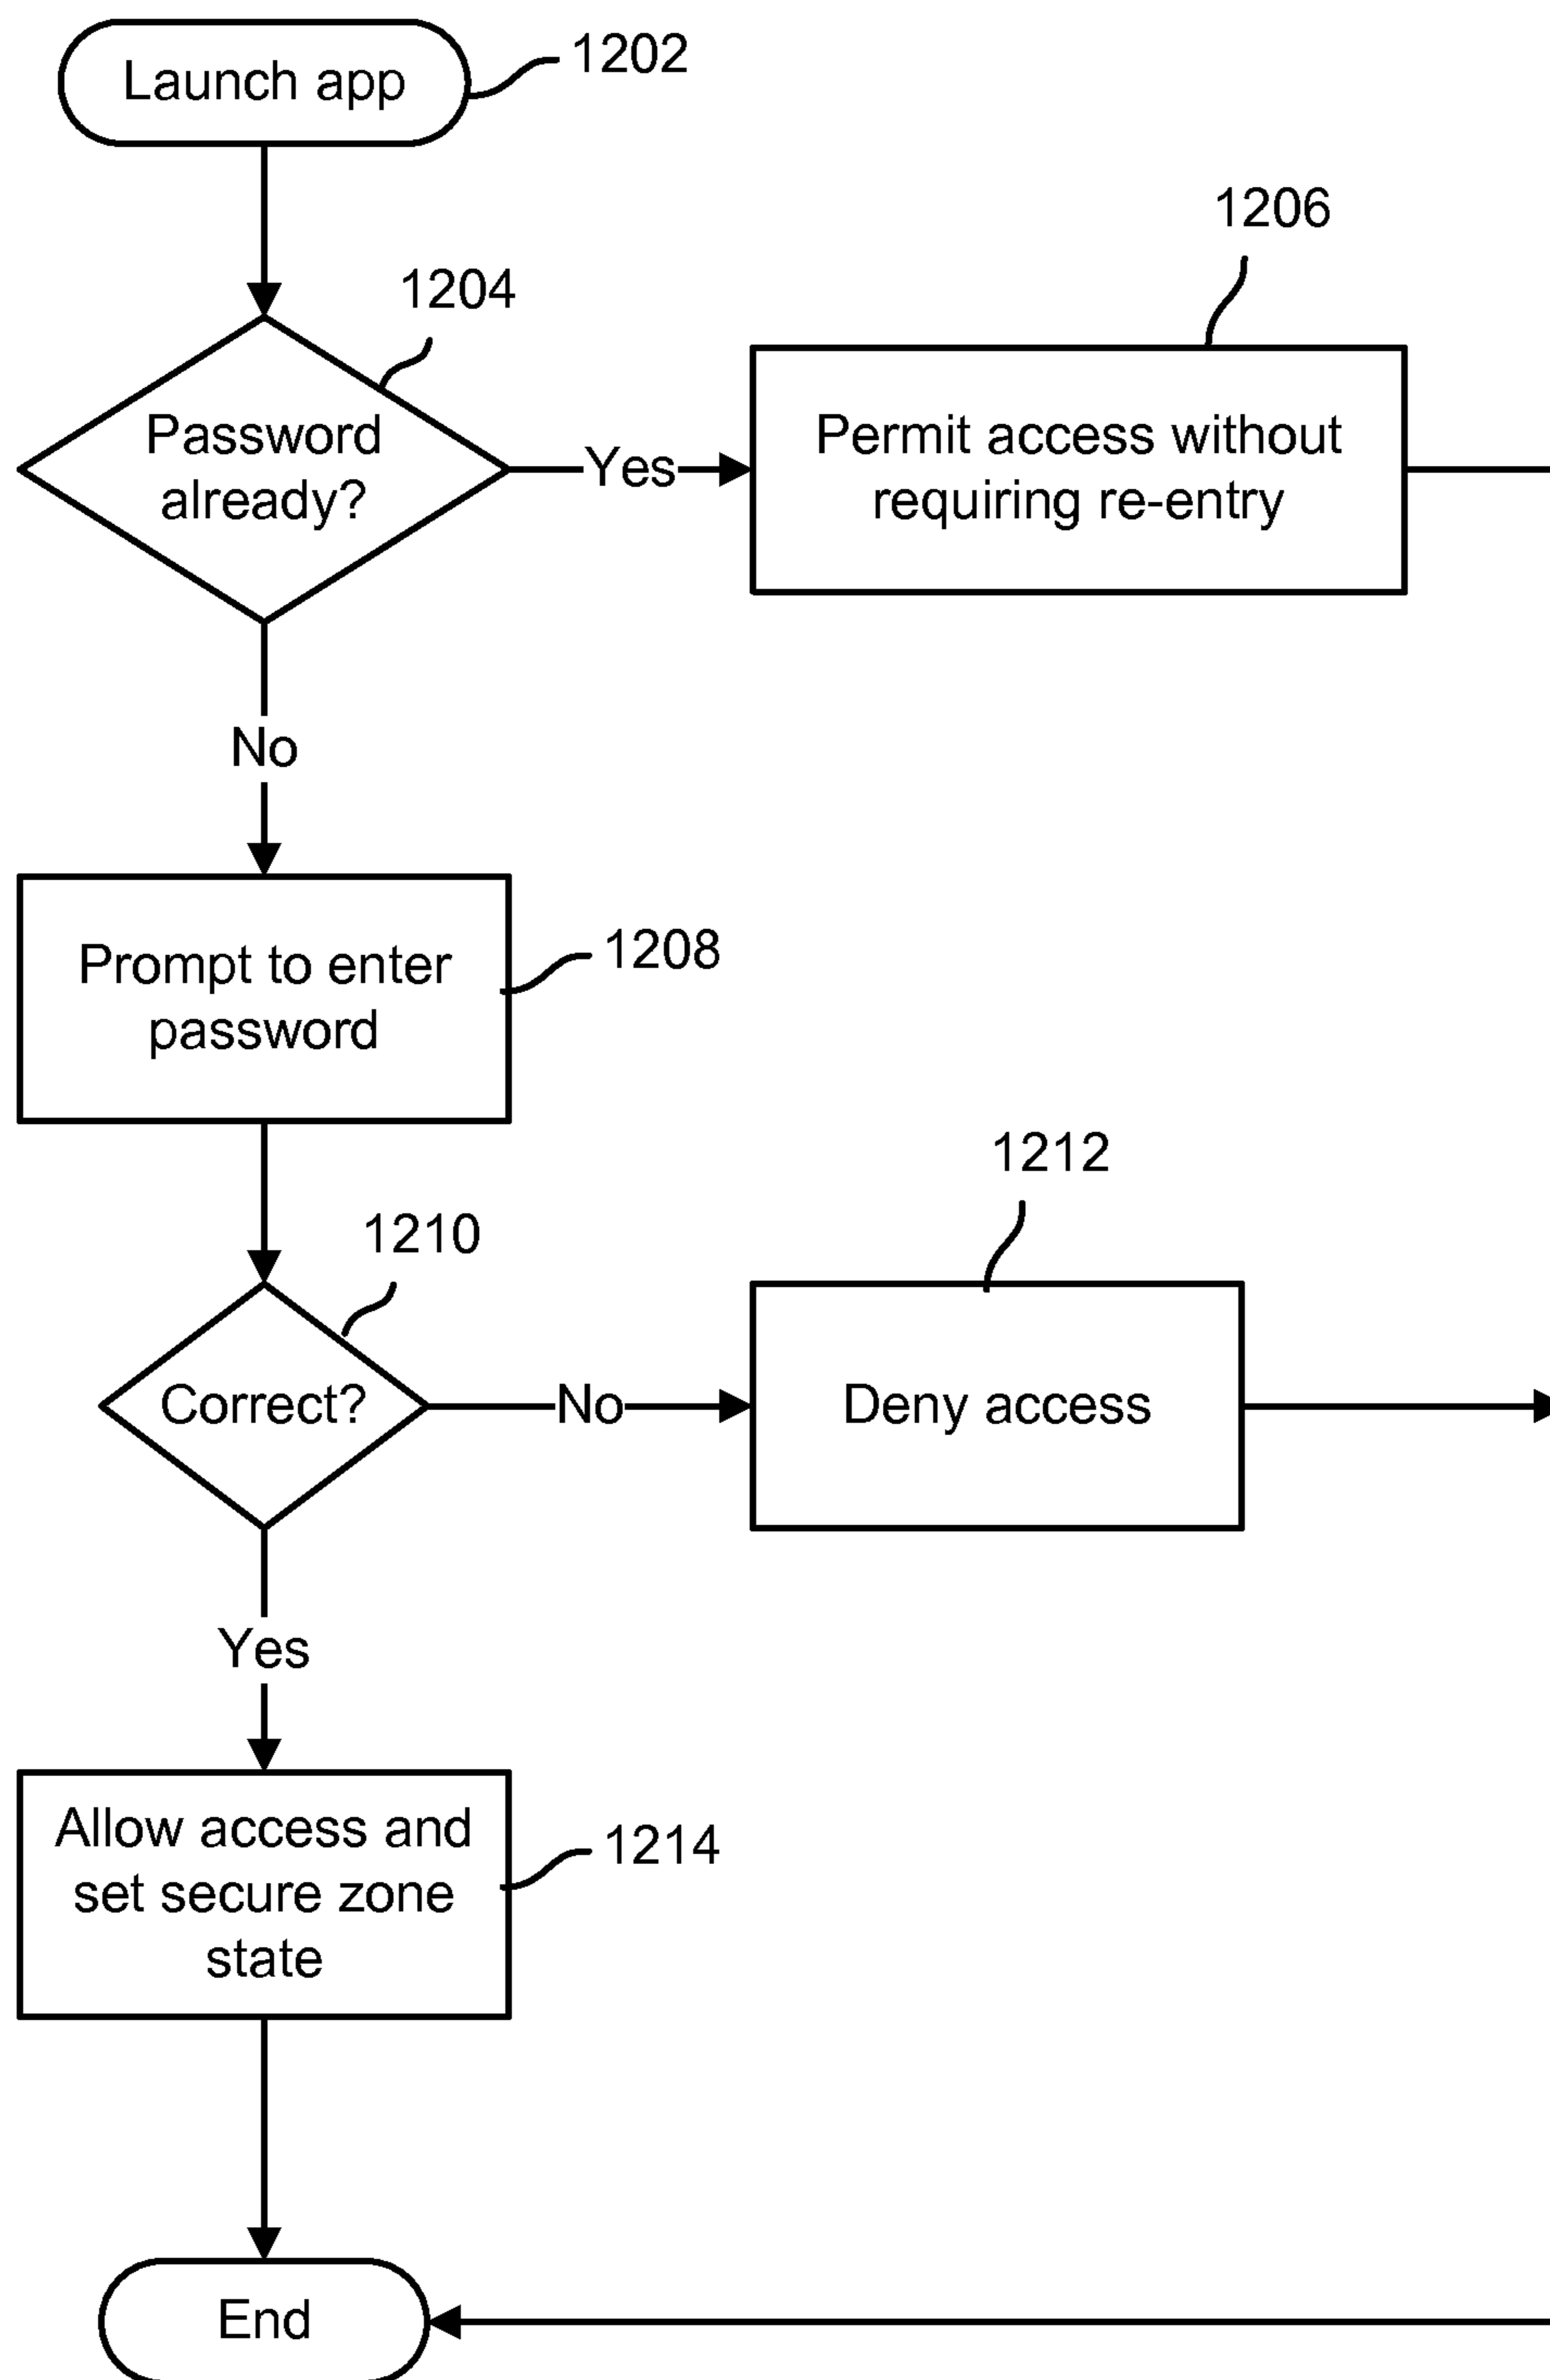 Launch app
1202
1204
1206
Password
already?
Yes
Permit access without
requiring re-entry
No
Prompt to enter
password
1208
1210
1212
Correct?
No
Deny access
Yes
Allow access and
set secure zone
state
1214
End